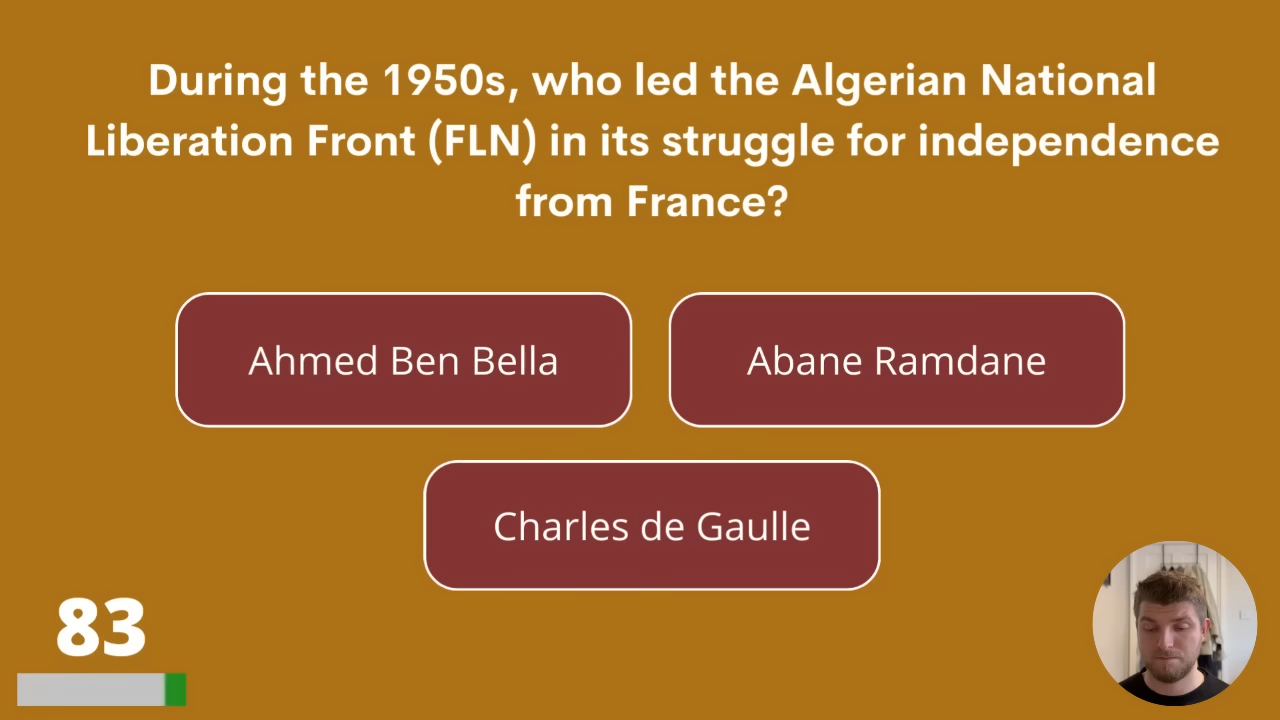 During the 1950s, who led the Algerian National
Liberation Front (FLN) in its struggle for independence
from France?
Ahmed Ben Bella
Abane Ramdane
Charles de Gaulle
83